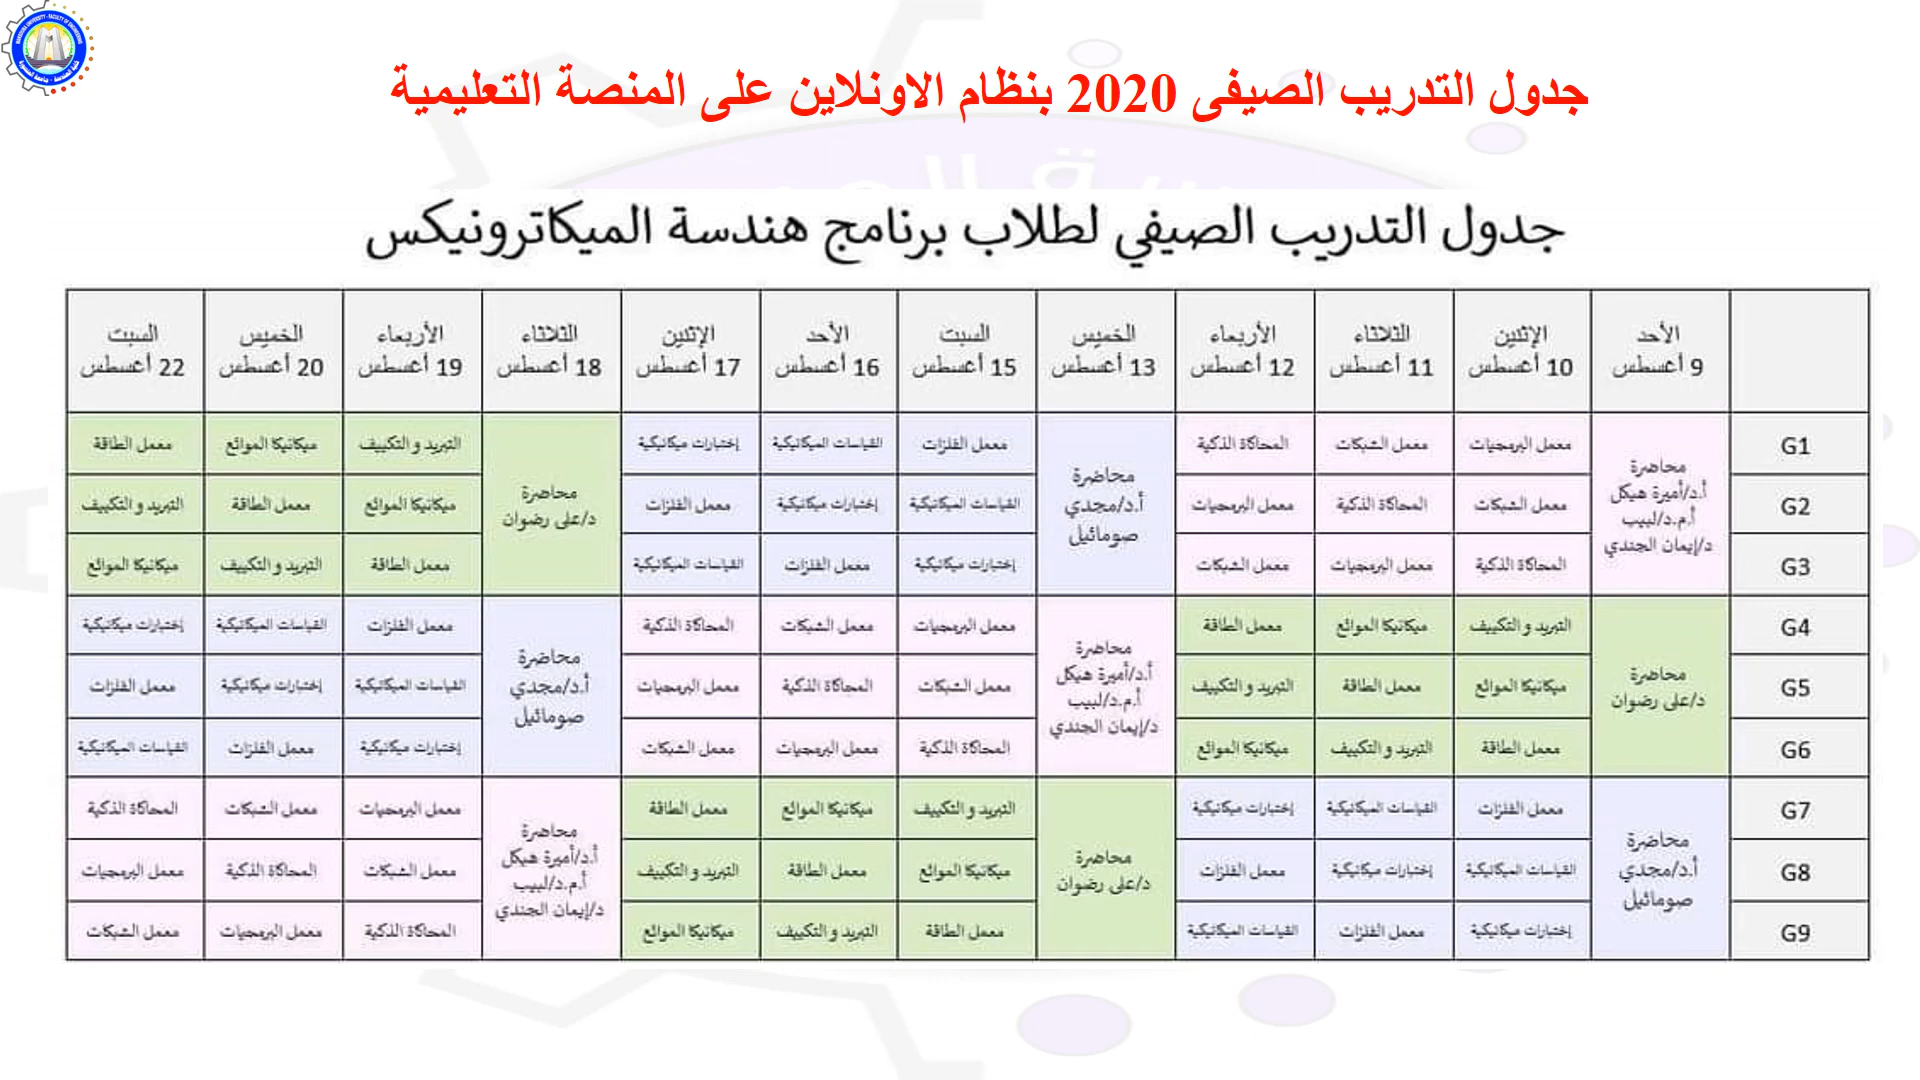 جدول التدريب الصيفى 2020 بنظام الاونلاين على المنصة التعليمية
جدول التدريب الصيفي لطلاب برنامج هندسة الميكاترونيكس
الأحد 9 أغسطس
الإثنين 10 أغسطس
الثلاثاء 11 أغسطس
الأربعاء 12 أغسطس
الخميس 13 أغسطس
السبت 15 أغسطس
الأحد 16 أغسطس
الإثنين 17 أغسطس
الثلاثاء 18 أغسطس
الأربعاء 19 أغسطس
الخميس 20 أغسطس
السبت 22 أغسطس
G1
محاضرة
أ.د/أميرة هيكل
أ.م.د/لبيب
د/إيمان الجندي
معمل البرمجيات
معمل الشبكات
المحاكاة الذكية
محاضرة
أ.د/مجدي
صومائيل
معمل الفلزات
القياسات الميكانيكية
إختبارات ميكانيكية
محاضرة
د/على رضوان
التبريد و التكييف
ميكانيكا الموائع
معمل الطاقة
G2
معمل الشبكات
المحاكاة الذكية
معمل البرمجيات
القياسات الميكانيكية
إختبارات ميكانيكية
معمل الفلزات
ميكانيكا الموائع
معمل الطاقة
التبريد و التكييف
G3
المحاكاة الذكية
معمل البرمجيات
معمل الشبكات
إختبارات ميكانيكية
معمل الفلزات
القياسات الميكانيكية
معمل الطاقة
التبريد و التكييف
ميكانيكا الموائع
G4
محاضرة
د/على رضوان
التبريد و التكييف
ميكانيكا الموائع
معمل الطاقة
محاضرة
أ.د/أميرة هيكل
أ.م.د/لبيب
د/إيمان الجندي
معمل البرمجيات
معمل الشبكات
المحاكاة الذكية
محاضرة
أ.د/مجدي
صومائيل
معمل الفلزات
القياسات الميكانيكية
إختبارات ميكانيكية
G5
ميكانيكا الموائع
معمل الطاقة
التبريد و التكييف
معمل الشبكات
المحاكاة الذكية
معمل البرمجيات
القياسات الميكانيكية
إختبارات ميكانيكية
معمل الفلزات
G6
معمل الطاقة
التبريد و التكييف
ميكانيكا الموائع
المحاكاة الذكية
معمل البرمجيات
معمل الشبكات
إختبارات ميكانيكية
معمل الفلزات
القياسات الميكانيكية
G7
محاضرة
أ.د/مجدي
صومائيل
معمل الفلزات
القياسات الميكانيكية
إختبارات ميكانيكية
محاضرة
د/على رضوان
التبريد و التكييف
ميكانيكا الموائع
معمل الطاقة
محاضرة
أ.د/أميرة هيكل
أ.م.د/لبيب
د/إيمان الجندي
معمل البرمجيات
معمل الشبكات
المحاكاة الذكية
G8
القياسات الميكانيكية
إختبارات ميكانيكية
معمل الفلزات
ميكانيكا الموائع
معمل الطاقة
التبريد و التكييف
معمل الشبكات
المحاكاة الذكية
معمل البرمجيات
G9
إختبارات ميكانيكية
معمل الفلزات
القياسات الميكانيكية
معمل الطاقة
التبريد و التكييف
ميكانيكا الموائع
المحاكاة الذكية
معمل البرمجيات
معمل الشبكات